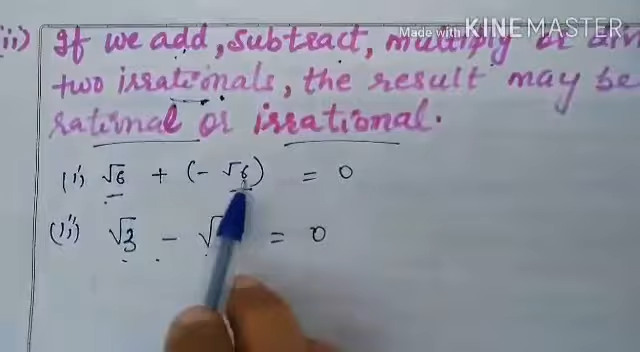 Made with KINEMASTER
ii) If we add, subtract, multiply or
two irrationals, the result may be
rational or irrational.
(i) √6 + (- √6) = 0
(ii) √3 - √ = 0